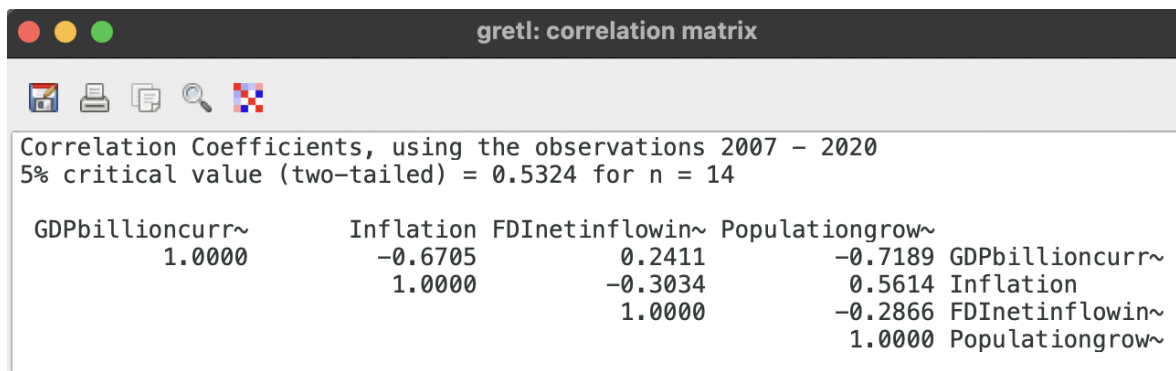 gretl: correlation matrix
Correlation Coefficients, using the observations 2007 – 2020
5% critical value (two-tailed) = 0.5324 for n = 14
GDPbillioncurr~ Inflation FDInetinflowin~ Populationgrow~
1.0000 -0.6705 0.2411 -0.7189 GDPbillioncurr~
1.0000 -0.3034 0.5614 Inflation
1.0000 -0.2866 FDInetinflowin~
1.0000 Populationgrow~